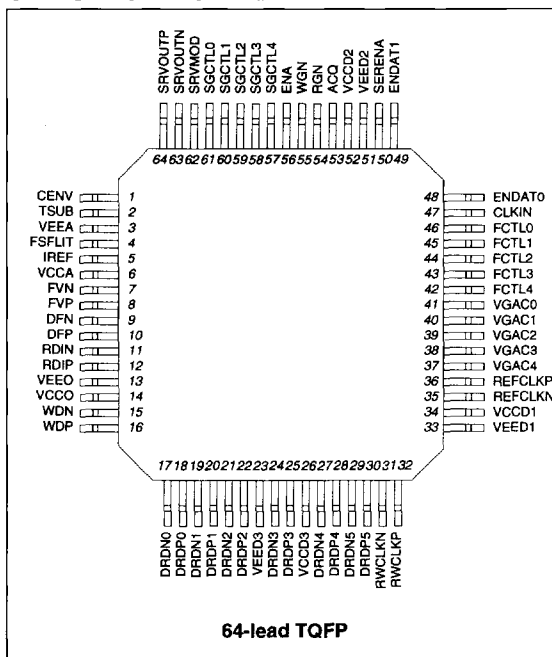 SRVOUTP
SRVOUTN
SRVMOD
SGCTL0
SGCTL1
SGCTL2
SGCTL3
SGCTL4
ENA
WGN
RGN
ACQ
VCCD2
VEED2
SERENA
ENDAT1
64 63 62 61 60 59 58 57 56 55 54 53 52 51 50 49
CENV 1
TSUB 2
VEEA 3
FSFLIT 4
IREF 5
VCCA 6
FVN 7
FVP 8
DFN 9
DFP 10
RDIN 11
RDIP 12
VEEO 13
VCCO 14
WDN 15
WDP 16
48 ENDAT0
47 CLKIN
46 FCTL0
45 FCTL1
44 FCTL2
43 FCTL3
42 FCTL4
41 VGAC0
40 VGAC1
39 VGAC2
38 VGAC3
37 VGAC4
36 REFCLKP
35 REFCLKN
34 VCCD1
33 VEED1
17 18 19 20 21 22 23 24 25 26 27 28 29 30 31 32
DRDN0
DRDP0
DRDN1
DRDP1
DRDN2
DRDP2
VEED3
DRDN3
DRDP3
VCCD3
DRDN4
DRDP4
DRDN5
DRDP5
RWCLKN
RWCLKP
64-lead TQFP